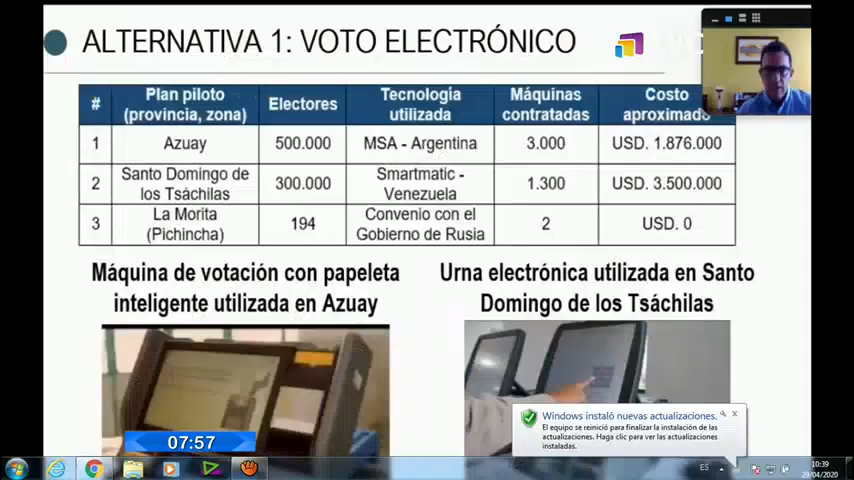 ALTERNATIVA 1: VOTO ELECTRÓNICO
# Plan piloto (provincia, zona) Electores Tecnología utilizada Máquinas contratadas Costo aproximado
1 Azuay 500.000 MSA - Argentina 3.000 USD. 1.876.000
2 Santo Domingo de los Tsáchilas 300.000 Smartmatic - Venezuela 1.300 USD. 3.500.000
3 La Morita (Pichincha) 194 Convenio con el Gobierno de Rusia 2 USD. 0
Máquina de votación con papeleta
inteligente utilizada en Azuay
Urna electrónica utilizada en Santo
Domingo de los Tsáchilas
Windows instaló nuevas actualizaciones.
El equipo se reinició para finalizar la instalación de las
actualizaciones. Haga clic para ver las actualizaciones
instaladas.
07:57
ES
10:39
29/04/2020